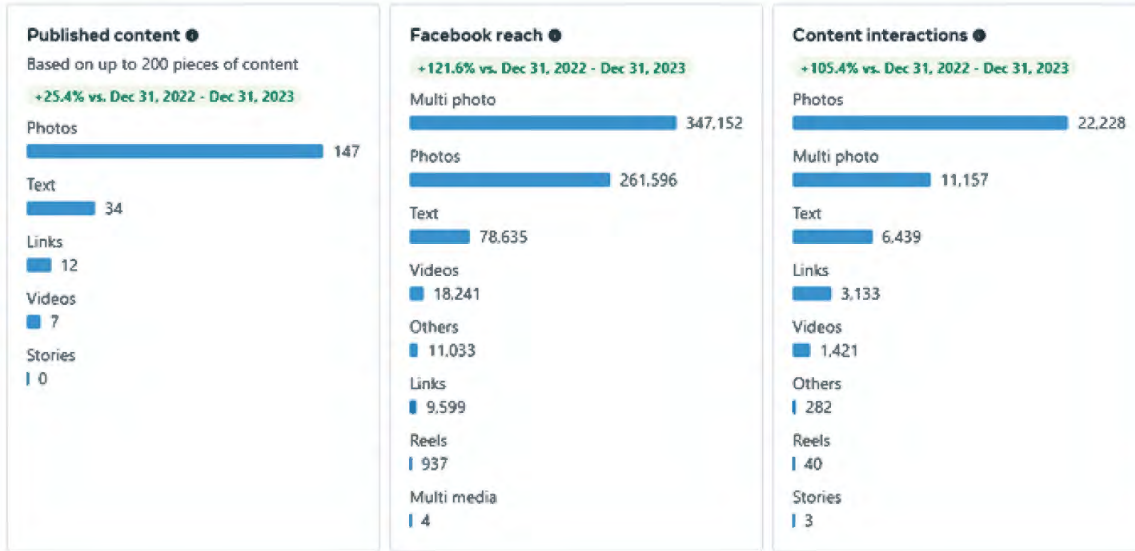 Published content
Based on up to 200 pieces of content
+25.4% vs. Dec 31, 2022 - Dec 31, 2023
Photos
147
Text
34
Links
12
Videos
7
Stories
0
Facebook reach
+121.6% vs. Dec 31, 2022 - Dec 31, 2023
Multi photo
347,152
Photos
261,596
Text
78,635
Videos
18,241
Others
11,033
Links
9,599
Reels
937
Multi media
4
Content interactions
+105.4% vs. Dec 31, 2022 - Dec 31, 2023
Photos
22,228
Multi photo
11,157
Text
6,439
Links
3,133
Videos
1,421
Others
282
Reels
40
Stories
3